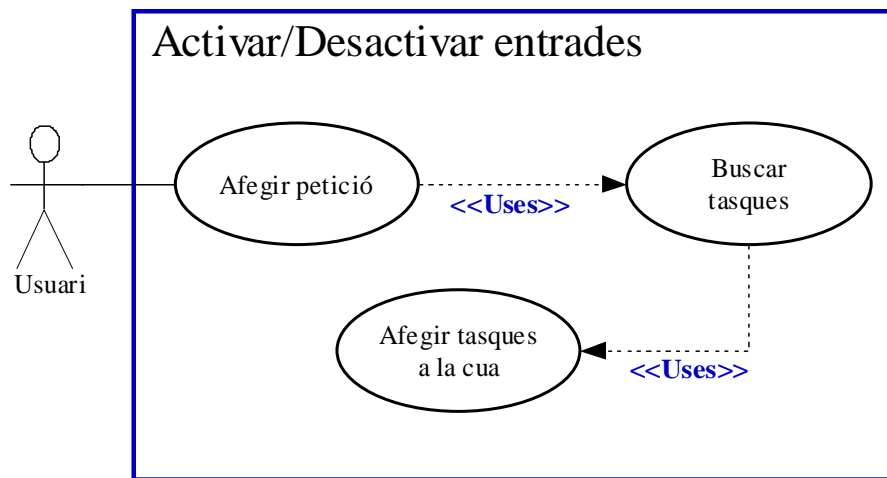 Activar/Desactivar entrades
Afegir petició
<<Uses>>
Buscar
tasques
Usuari
Afegir tasques
a la cua
<<Uses>>